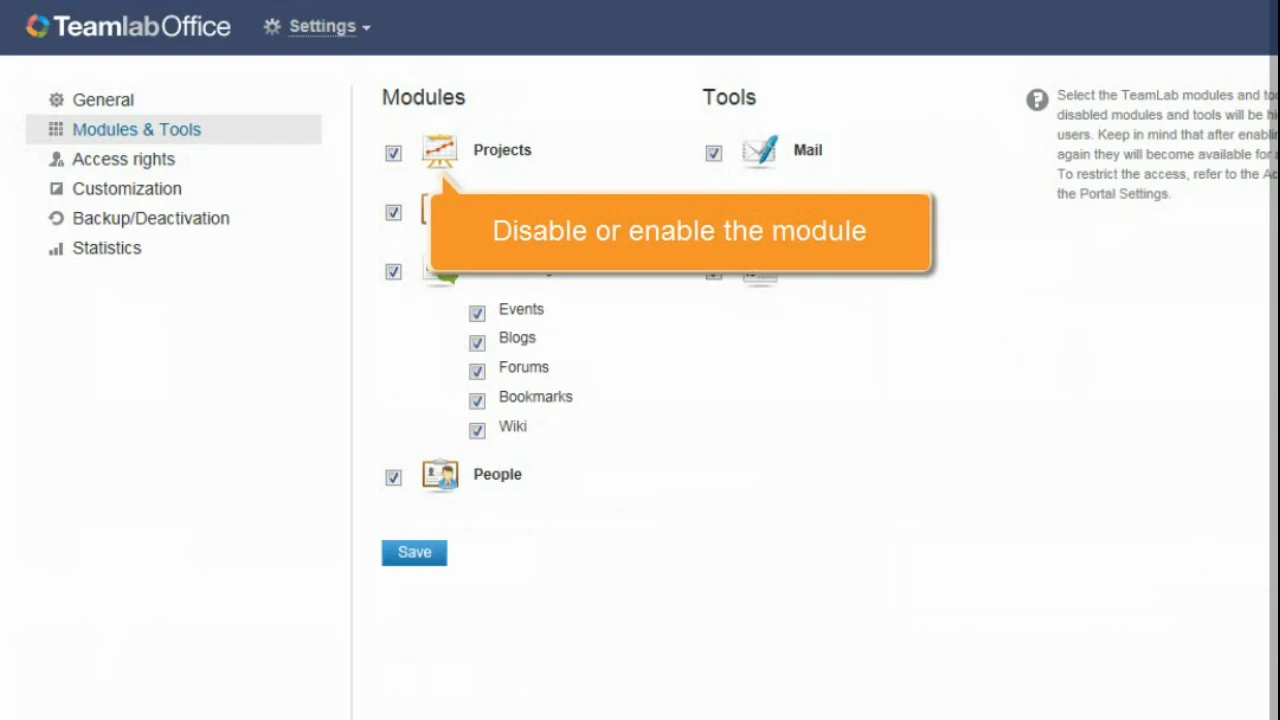 TeamlabOffice
Settings
General
Modules & Tools
Access rights
Customization
Backup/Deactivation
Statistics
Modules
Tools
Projects
Mail
Disable or enable the module
Events
Blogs
Forums
Bookmarks
Wiki
People
Save
Select the TeamLab modules and
disabled modules and tools will be
users. Keep in mind that after
again they will become available for
To restrict the access, refer to the
the Portal Settings.